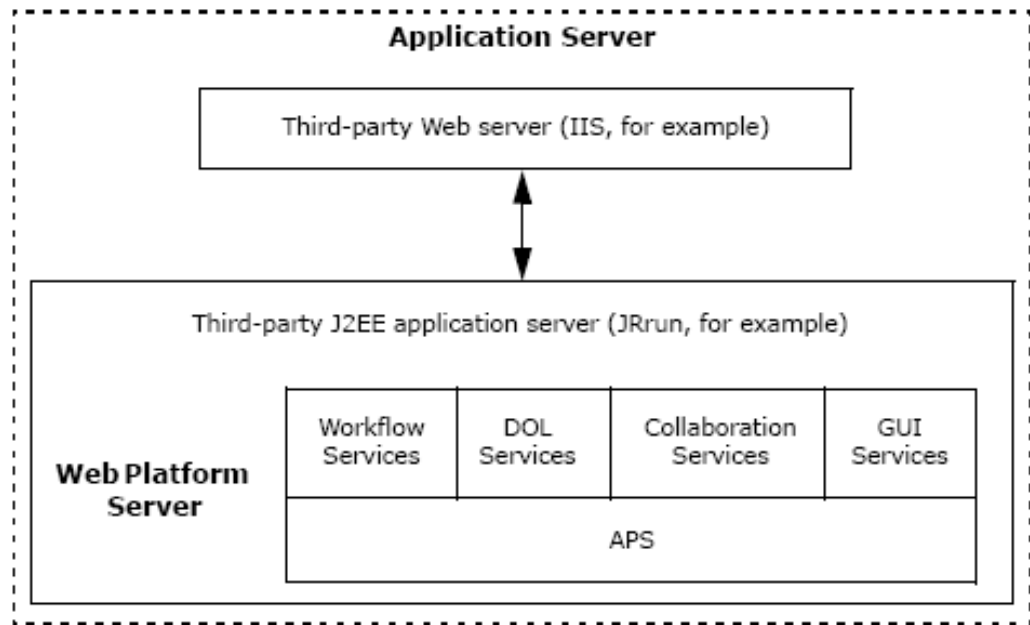 Application Server
Third-party Web server (IIS, for example)
Third-party J2EE application server (JRrun, for example)
Workflow
Services
DOL
Services
Collaboration
Services
GUI
Services
Web Platform
Server
APS